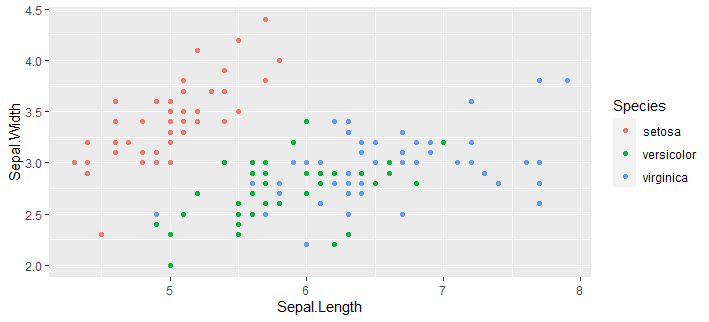 4.5
4.0
3.5
3.0
2.5
2.0
Sepal.Width
5
6
7
8
Sepal.Length
Species
setosa
versicolor
virginica